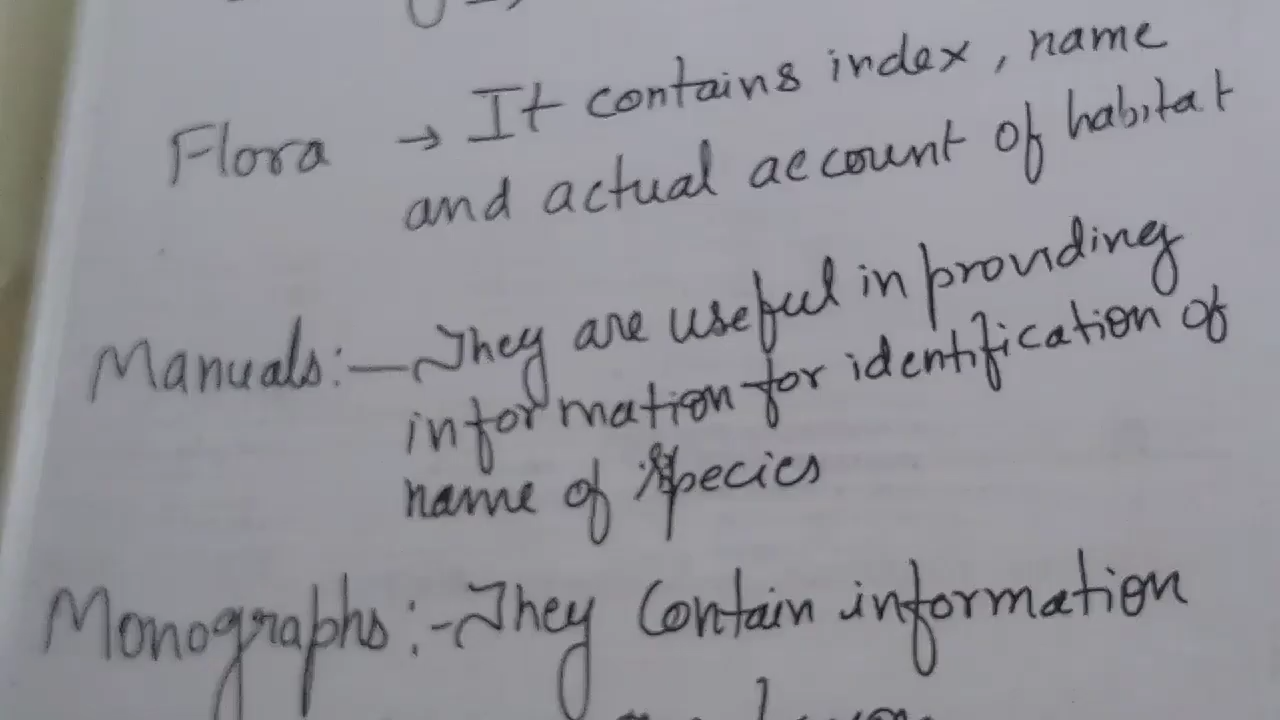 Flora → It contains index, name
and actual account of habitat
Manuals:— They are useful in providing
information for identification of
name of species
Monographs:- They Contain information